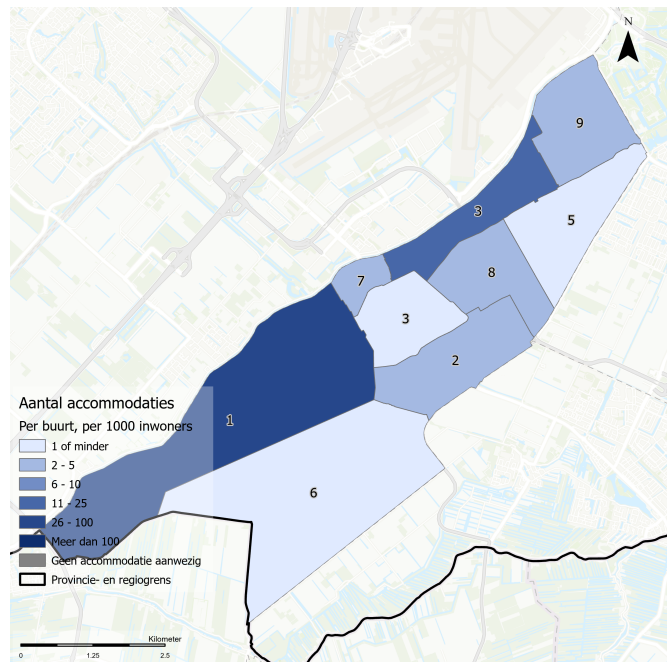 N
9
3
5
8
7
3
2
1
6
Aantal accommodaties
Per buurt, per 1000 inwoners
1 of minder
2 - 5
6 - 10
11 - 25
26 - 100
Meer dan 100
Geen accommodatie aanwezig
Provincie- en regiogrens
Kilometer
0 1.25 2.5